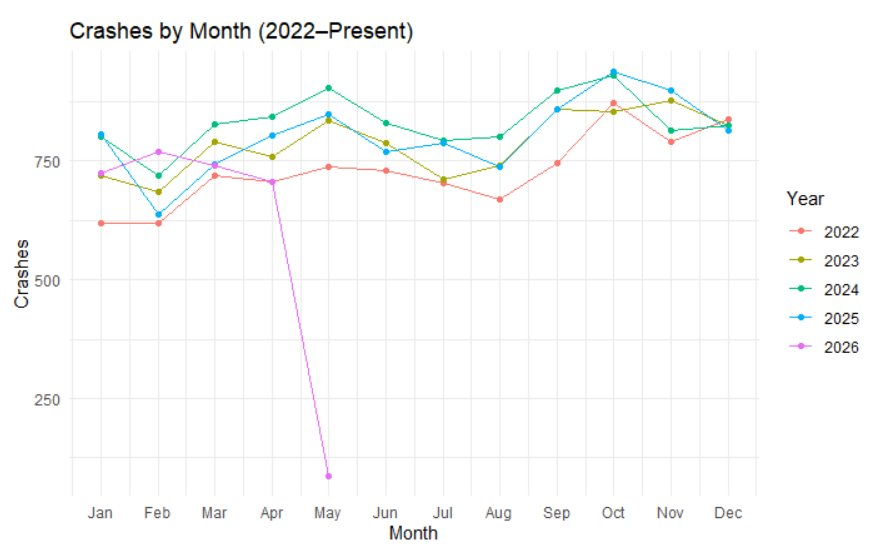 Crashes by Month (2022–Present)
Crashes
750
500
250
Jan Feb Mar Apr May Jun Jul Aug Sep Oct Nov Dec
Month
Year
2022
2023
2024
2025
2026